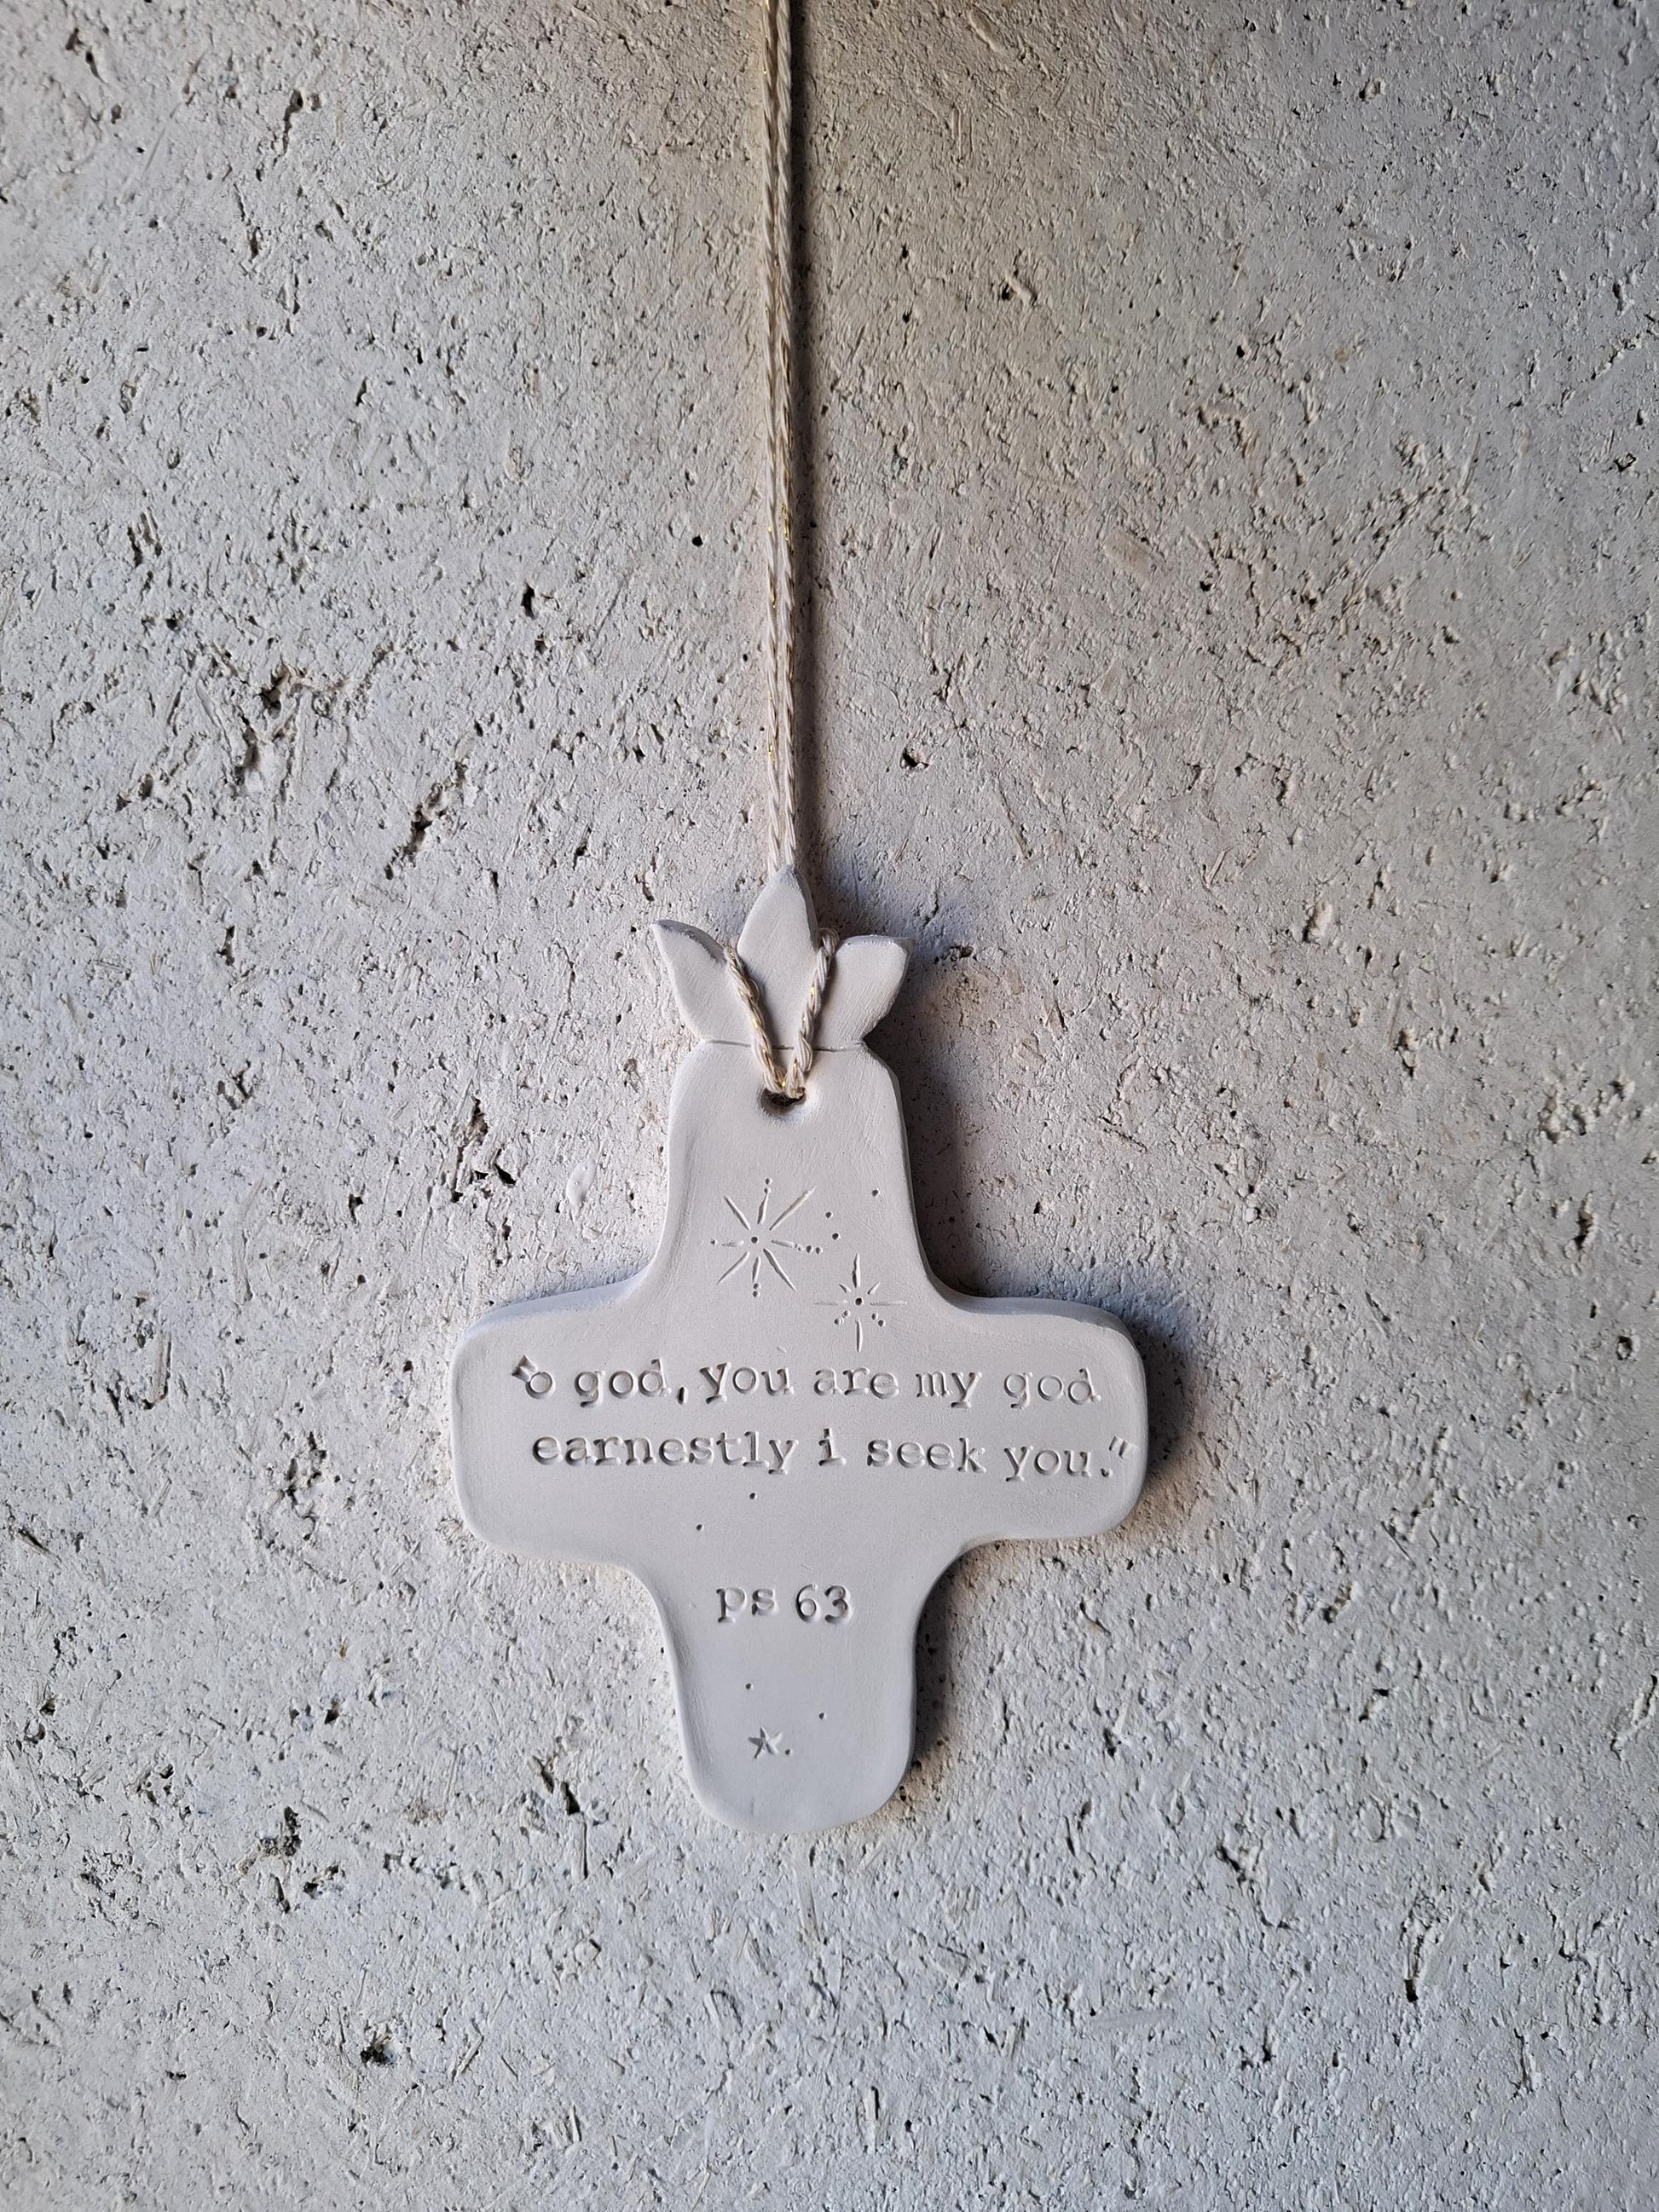 "o god, you are my god
earnestly i seek you."
ps 63